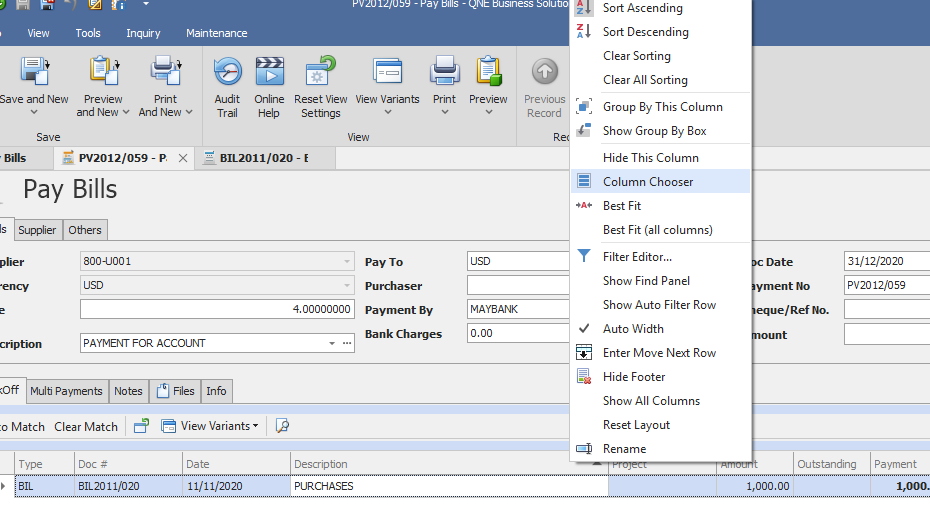 PV2012/059 - Pay Bills - QNE Business Solutio
View Tools Inquiry Maintenance
Save and New
Preview and New
Print And New
Save
Audit Trail
Online Help
Reset View Settings
View Variants
Print
Preview
View
Previous Record
Rec
Bills
PV2012/059 - P
BIL2011/020 - E
Pay Bills
ls Supplier Others
plier 800-U001
rency USD
e 4.00000000
cription PAYMENT FOR ACCOUNT
Pay To USD
Purchaser
Payment By MAYBANK
Bank Charges 0.00
oc Date 31/12/2020
ayment No PV2012/059
heque/Ref No.
mount
Sort Ascending
Sort Descending
Clear Sorting
Clear All Sorting
Group By This Column
Show Group By Box
Hide This Column
Column Chooser
Best Fit
Best Fit (all columns)
Filter Editor...
Show Find Panel
Show Auto Filter Row
Auto Width
Enter Move Next Row
Hide Footer
Show All Columns
Reset Layout
Rename
kOff Multi Payments Notes Files Info
to Match Clear Match View Variants
Type Doc # Date Description Project Amount Outstanding Payment
BIL BIL2011/020 11/11/2020 PURCHASES 1,000.00 1,000.